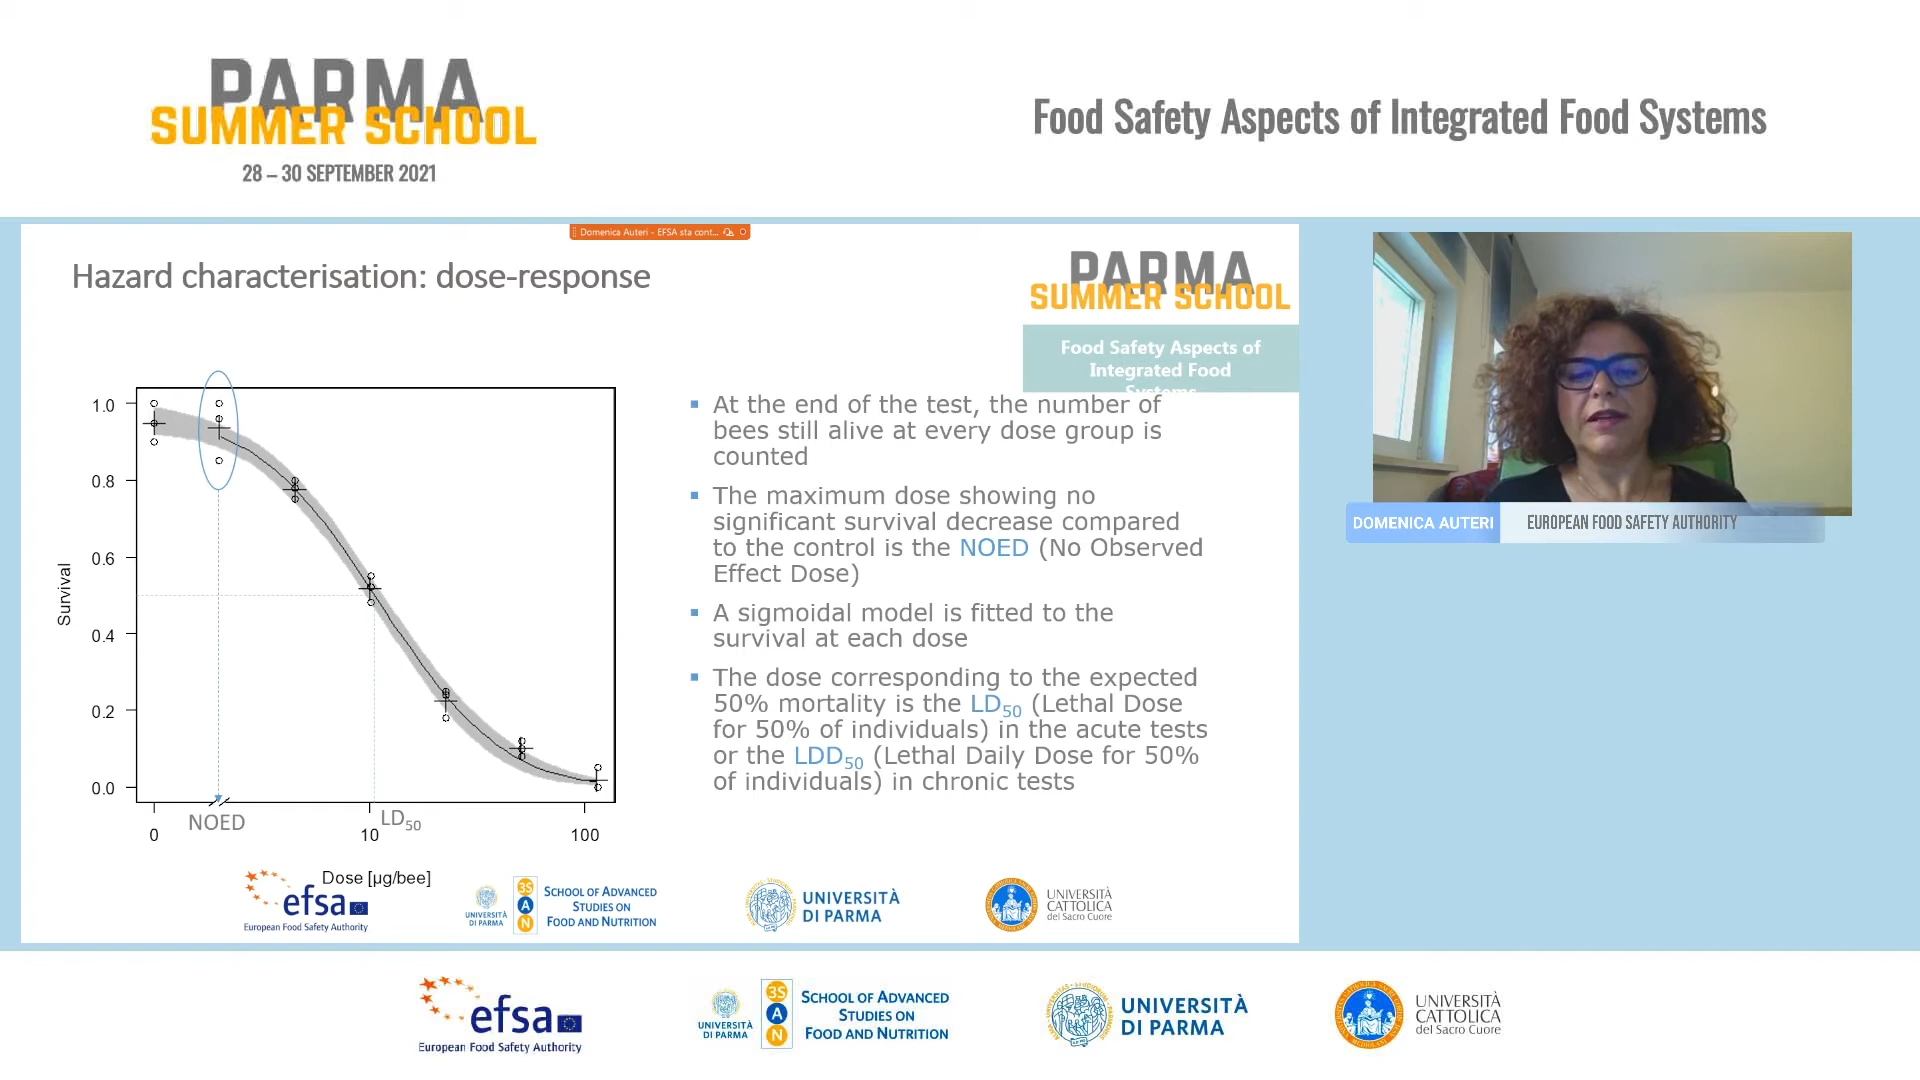 PARMA
SUMMER SCHOOL
28 – 30 SEPTEMBER 2021
Food Safety Aspects of Integrated Food Systems
Domenica Auteri - EFSA sta cont...
Hazard characterisation: dose-response
PARMA
SUMMER SCHOOL
Food Safety Aspects of
Integrated Food
Systems
1.0
0.8
0.6
0.4
0.2
0.0
Survival
NOED
LD50
0
10
100
Dose [µg/bee]
At the end of the test, the number of
bees still alive at every dose group is
counted
The maximum dose showing no
significant survival decrease compared
to the control is the NOED (No Observed
Effect Dose)
A sigmoidal model is fitted to the
survival at each dose
The dose corresponding to the expected
50% mortality is the LD50 (Lethal Dose
for 50% of individuals) in the acute tests
or the LDD50 (Lethal Daily Dose for 50%
of individuals) in chronic tests
DOMENICA AUTERI
EUROPEAN FOOD SAFETY AUTHORITY
efsa
European Food Safety Authority
UNIVERSITÀ
DI PARMA
3S
A
N
SCHOOL OF ADVANCED
STUDIES ON
FOOD AND NUTRITION
UNIVERSITÀ
DI PARMA
UNIVERSITÀ
CATTOLICA
del Sacro Cuore
efsa
European Food Safety Authority
UNIVERSITÀ
DI PARMA
3S
A
N
SCHOOL OF ADVANCED
STUDIES ON
FOOD AND NUTRITION
UNIVERSITÀ
DI PARMA
UNIVERSITÀ
CATTOLICA
del Sacro Cuore